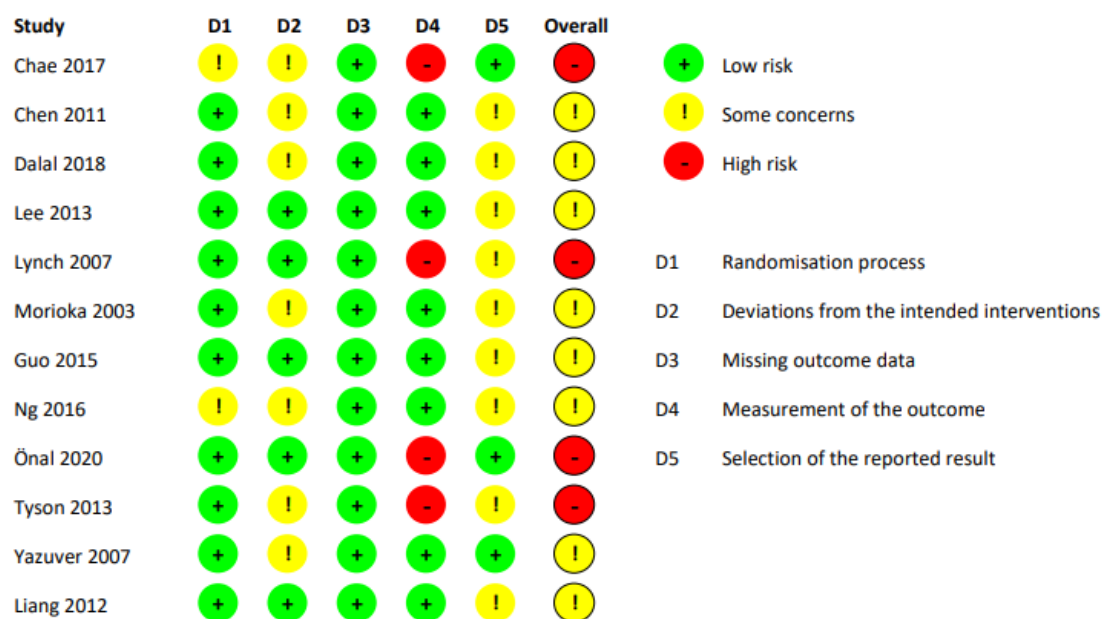 Study D1 D2 D3 D4 D5 Overall
Chae 2017 ! ! + - + - + Low risk
Chen 2011 + ! + + ! ! ! Some concerns
Dalal 2018 + ! + + ! ! - High risk
Lee 2013 + + + + ! !
Lynch 2007 + + + - ! - D1 Randomisation process
Morioka 2003 + ! + + ! ! D2 Deviations from the intended interventions
Guo 2015 + + + + ! ! D3 Missing outcome data
Ng 2016 ! ! + + ! ! D4 Measurement of the outcome
Önal 2020 + + + - + - D5 Selection of the reported result
Tyson 2013 + ! + - ! -
Yazuver 2007 + ! + + + !
Liang 2012 + + + + ! !